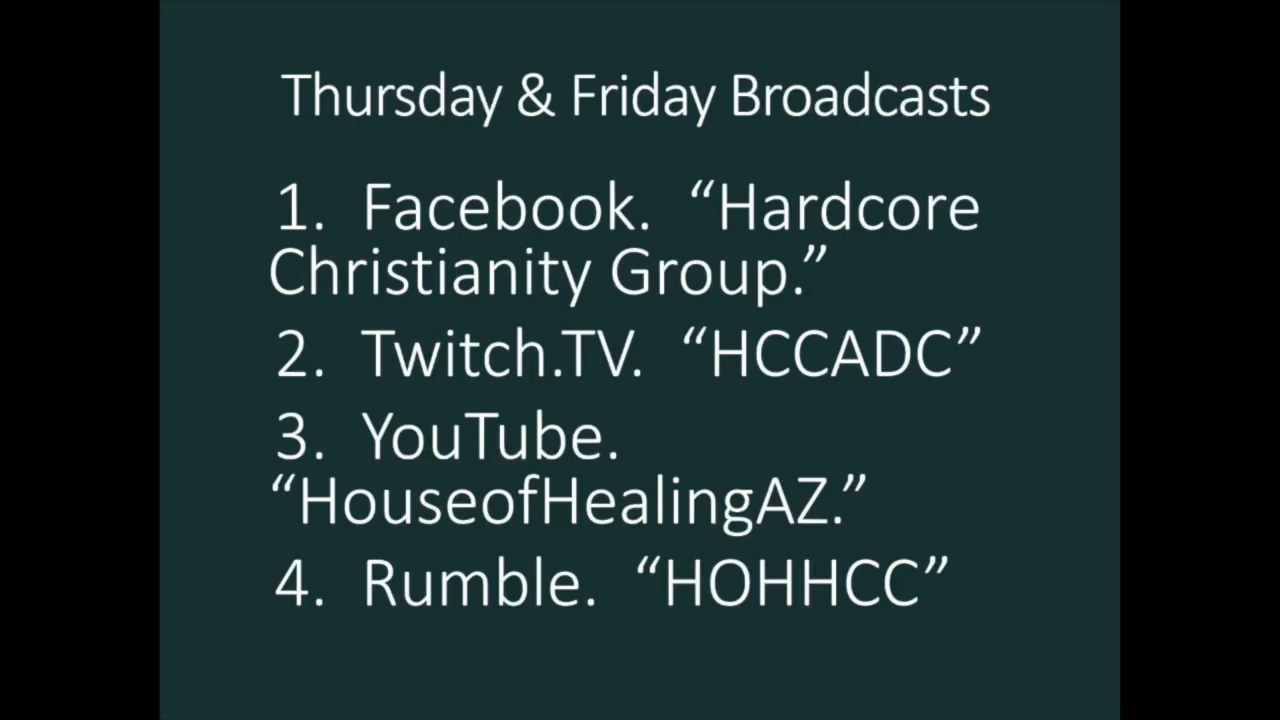 Thursday & Friday Broadcasts
1. Facebook. “Hardcore
Christianity Group.”
2. Twitch.TV. “HCCADC”
3. YouTube.
“HouseofHealingAZ.”
4. Rumble. “HOHHCC”